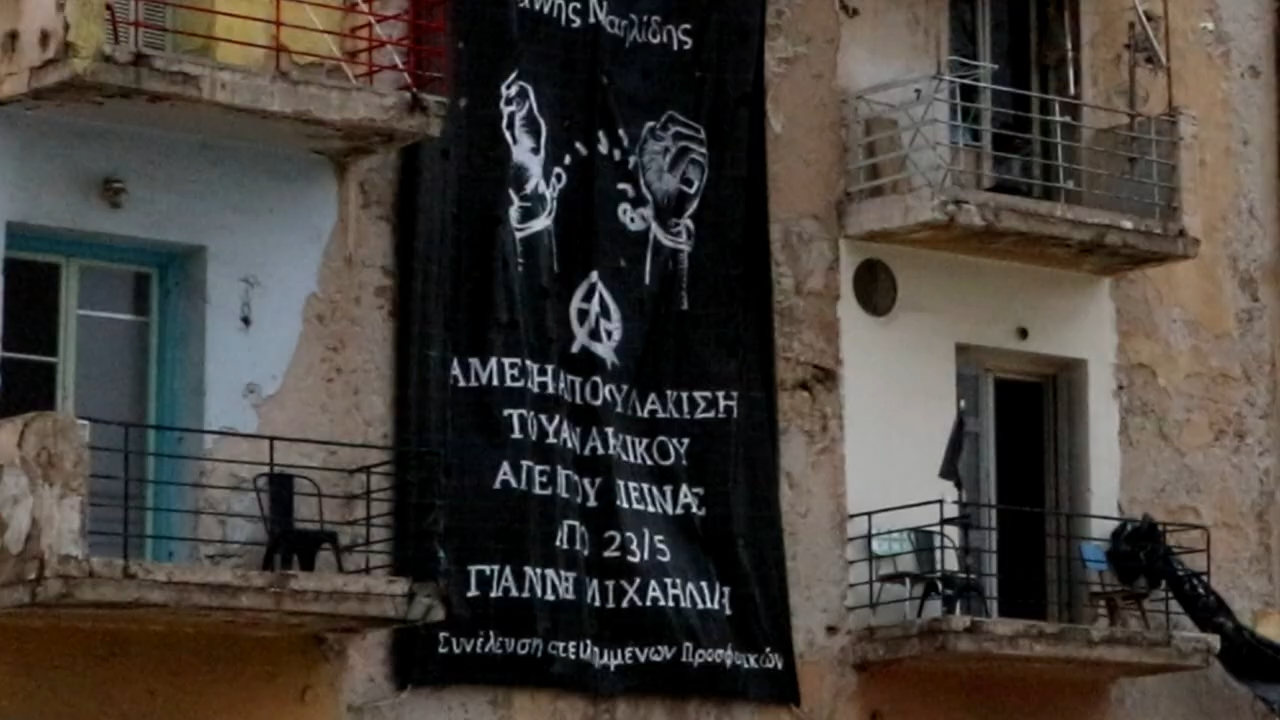 ΑΜΕΣΗ ΑΠΟΦΥΛΑΚΙΣΗ
ΤΟΥ ΑΝΑΡΧΙΚΟΥ
ΑΠΕΡΓΟΥ ΠΕΙΝΑΣ
ΑΠΟ 23/5
ΓΙΑΝΝΗ ΜΙΧΑΗΛΙΔΗ
Συνέλευση κατειλημμένων Προσφυγικών